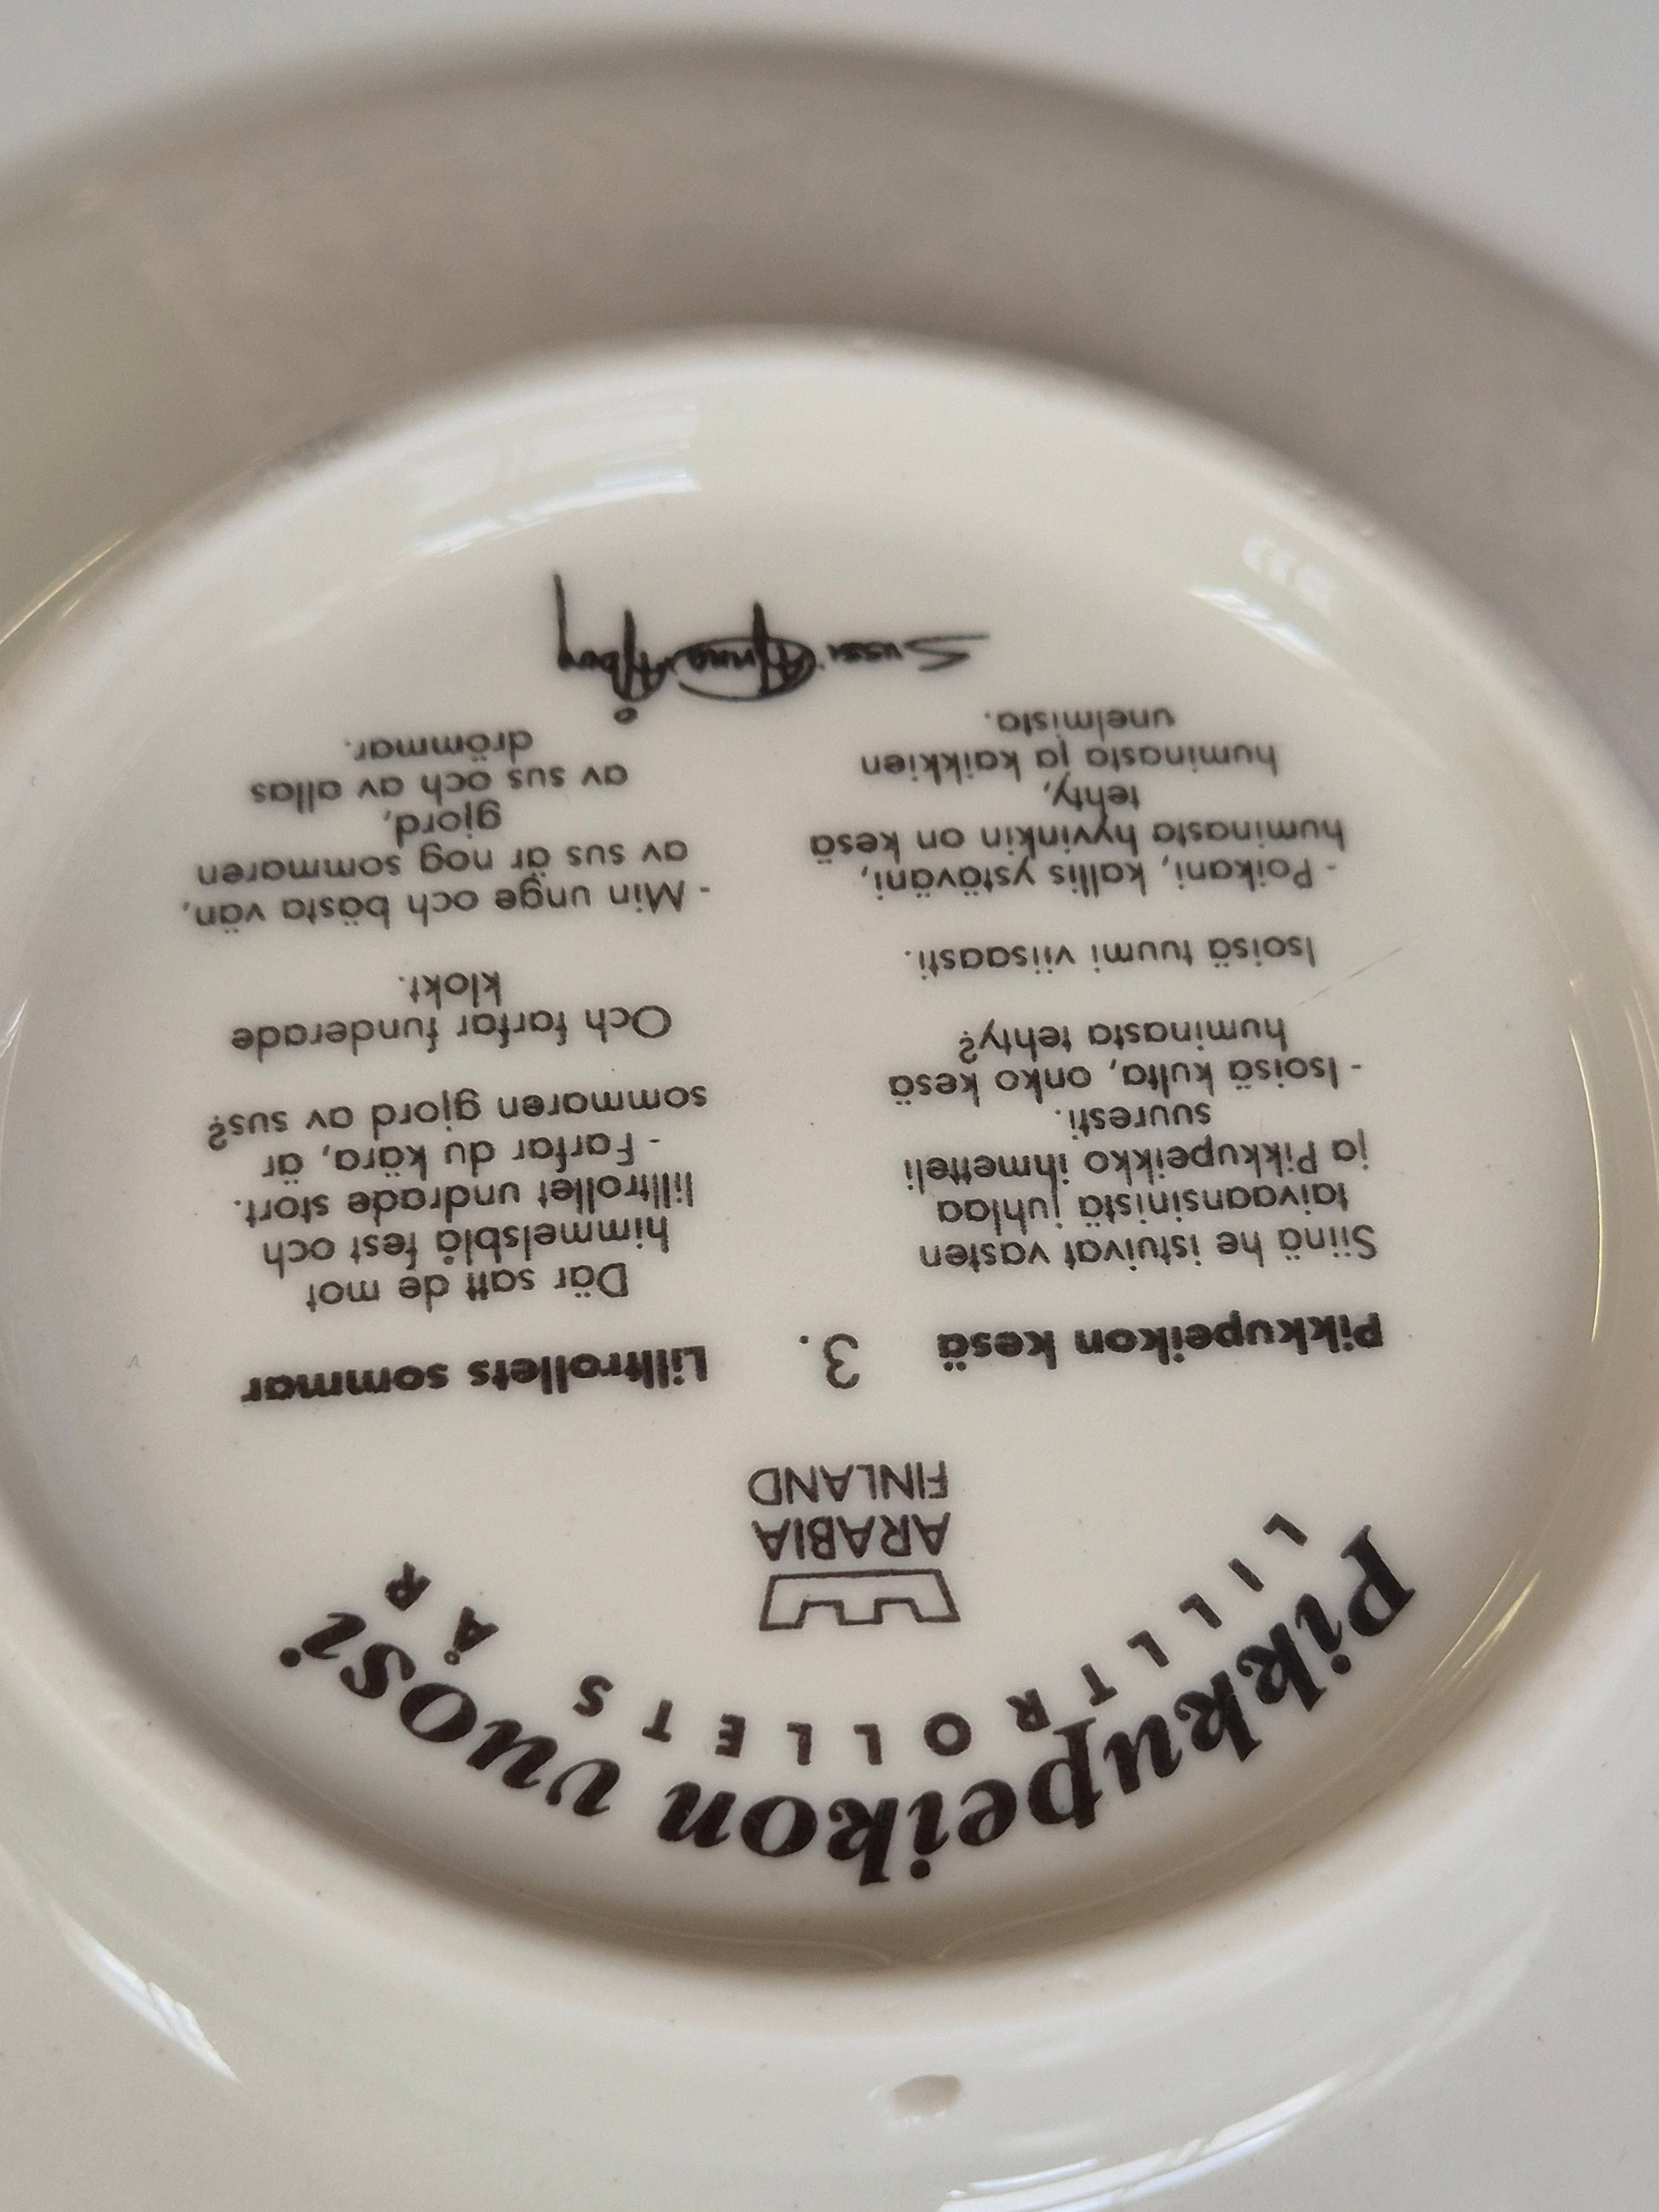 Pikkupeikon vuosi
LILLTROLLETS ÅR
ARABIA
FINLAND
3.
Pikkupeikon kesä
Siinä he istuivat vasten
taivaansinistä juhlaa
ja Pikkupeikko ihmetteli
suuresti.
- Isoisä kulta, onko kesä
huminasta tehty?
Isoisä tuumi viisaasti.
- Poikani, kallis ystäväni,
huminasta hyvinkin on kesä
tehty,
huminasta ja kaikkien
unelmista.
Lilltrollets sommar
Där satt de mot
himmelsblå fest och
lilltrollet undrade stort.
- Farfar du kära, är
sommaren gjord av sus?
Och farfar funderade
klokt.
- Min unge och bästa vän,
av sus är nog sommaren
gjord,
av sus och av allas
drömmar.